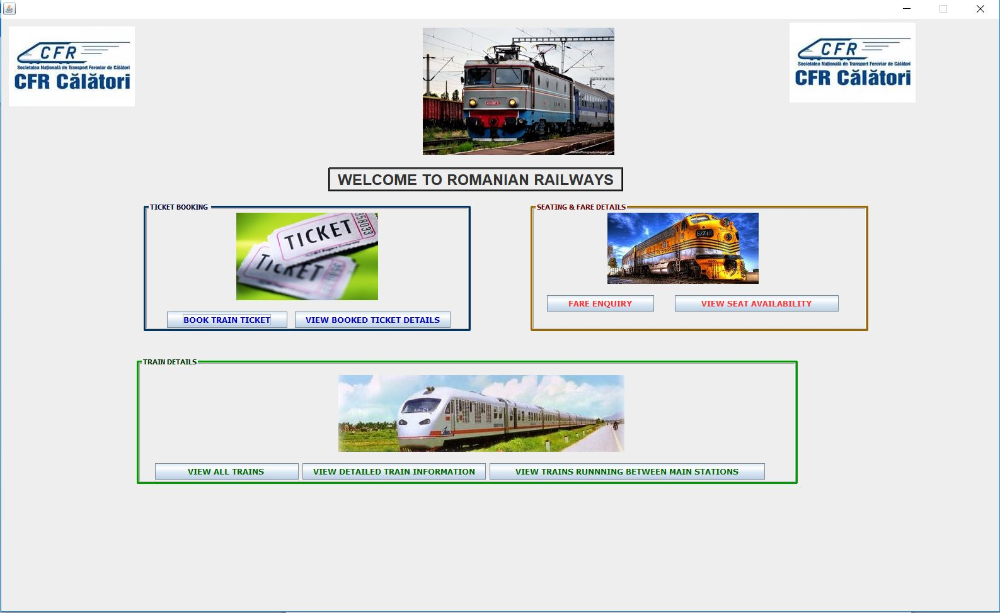 CFR
Societatea Națională de Transport Feroviar de Călători
CFR Călători
CFR
Societatea Națională de Transport Feroviar de Călători
CFR Călători
WELCOME TO ROMANIAN RAILWAYS
TICKET BOOKING
TICKET
358033
TICKET
BOOK TRAIN TICKET
VIEW BOOKED TICKET DETAILS
SEATING & FARE DETAILS
5771
FARE ENQUIRY
VIEW SEAT AVAILABILITY
TRAIN DETAILS
VIEW ALL TRAINS
VIEW DETAILED TRAIN INFORMATION
VIEW TRAINS RUNNNING BETWEEN MAIN STATIONS